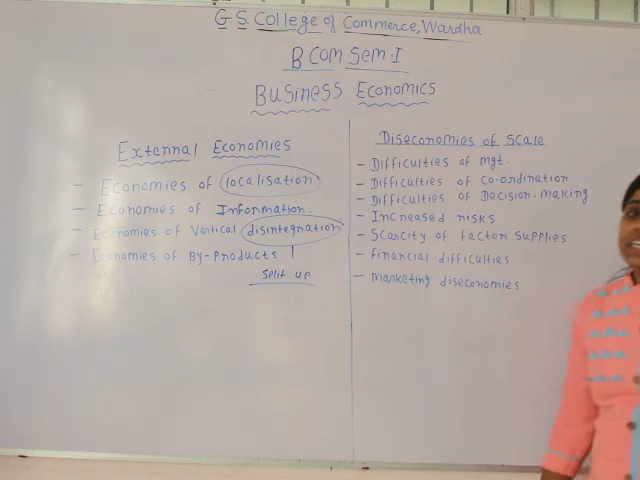 G.S. College of Commerce, Wardha
B Com Sem-I
Business Economics
External Economies
- Economies of localisation
- Economies of Information.
- Economies of Vertical disintegration
- Economies of By-Products
Split up
Diseconomies of Scale
- Difficulties of mgt.
- Difficulties of Co-ordination
- Difficulties of Decision-Making
- Increased risks
- Scarcity of Factor Supplies
- Financial difficulties
- Marketing diseconomies